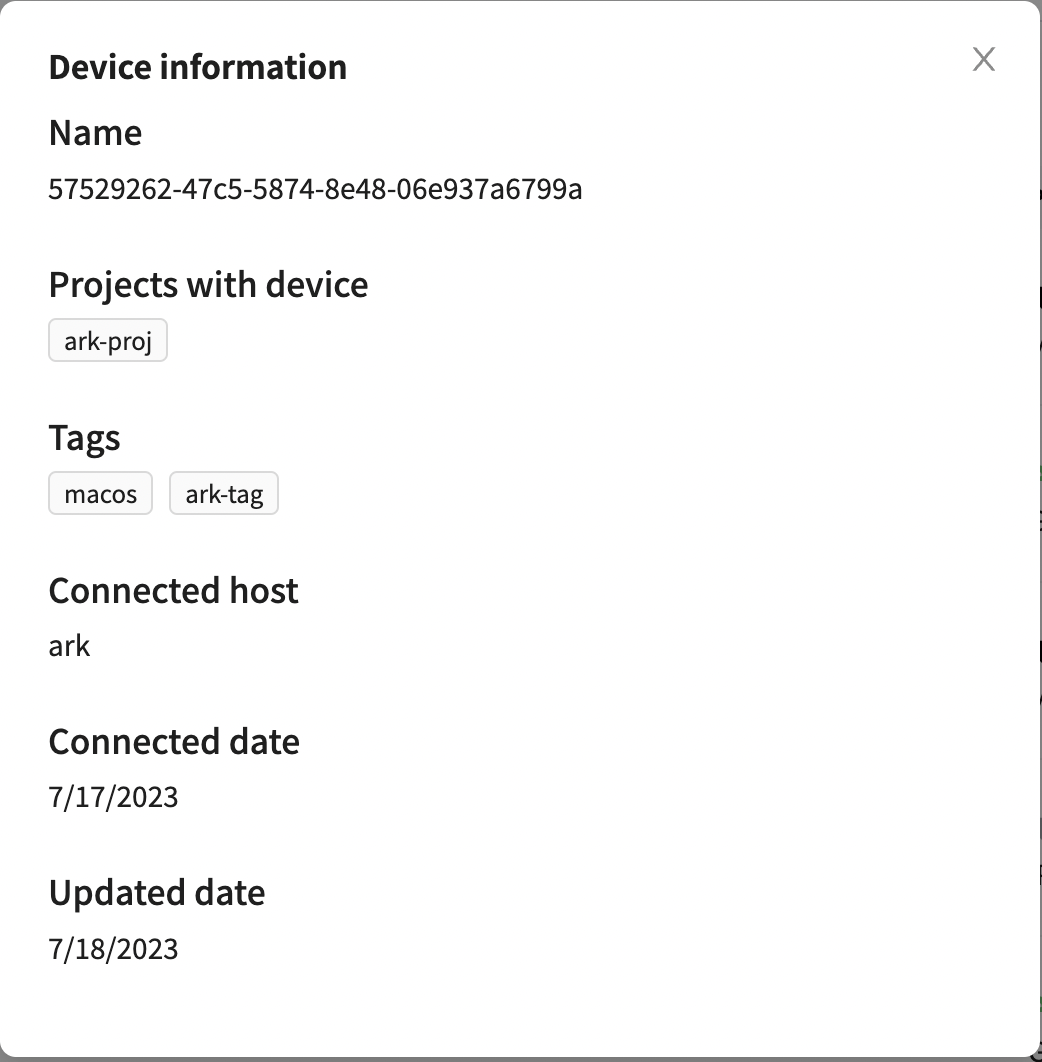 Device information
Name
57529262-47c5-5874-8e48-06e937a6799a
Projects with device
ark-proj
Tags
macos ark-tag
Connected host
ark
Connected date
7/17/2023
Updated date
7/18/2023